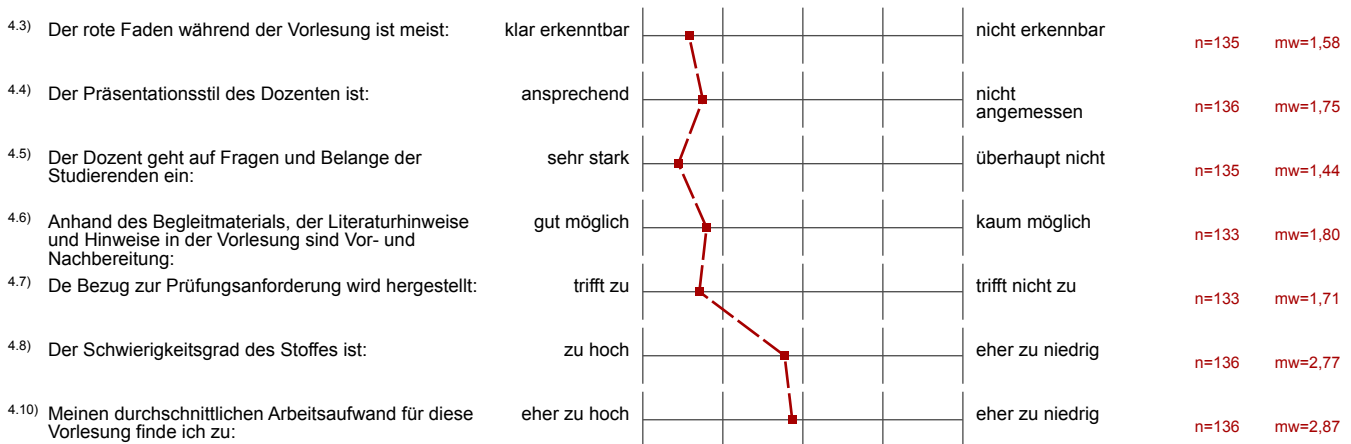 4.3) Der rote Faden während der Vorlesung ist meist: klar erkenntbar nicht erkennbar n=135 mw=1,58
4.4) Der Präsentationsstil des Dozenten ist: ansprechend nicht
angemessen n=136 mw=1,75
4.5) Der Dozent geht auf Fragen und Belange der sehr stark überhaupt nicht
Studierenden ein: n=135 mw=1,44
4.6) Anhand des Begleitmaterials, der Literaturhinweise gut möglich kaum möglich
und Hinweise in der Vorlesung sind Vor- und n=133 mw=1,80
Nachbereitung:
4.7) De Bezug zur Prüfungsanforderung wird hergestellt: trifft zu trifft nicht zu n=133 mw=1,71
4.8) Der Schwierigkeitsgrad des Stoffes ist: zu hoch eher zu niedrig n=136 mw=2,77
4.10) Meinen durchschnittlichen Arbeitsaufwand für diese eher zu hoch eher zu niedrig
Vorlesung finde ich zu: n=136 mw=2,87